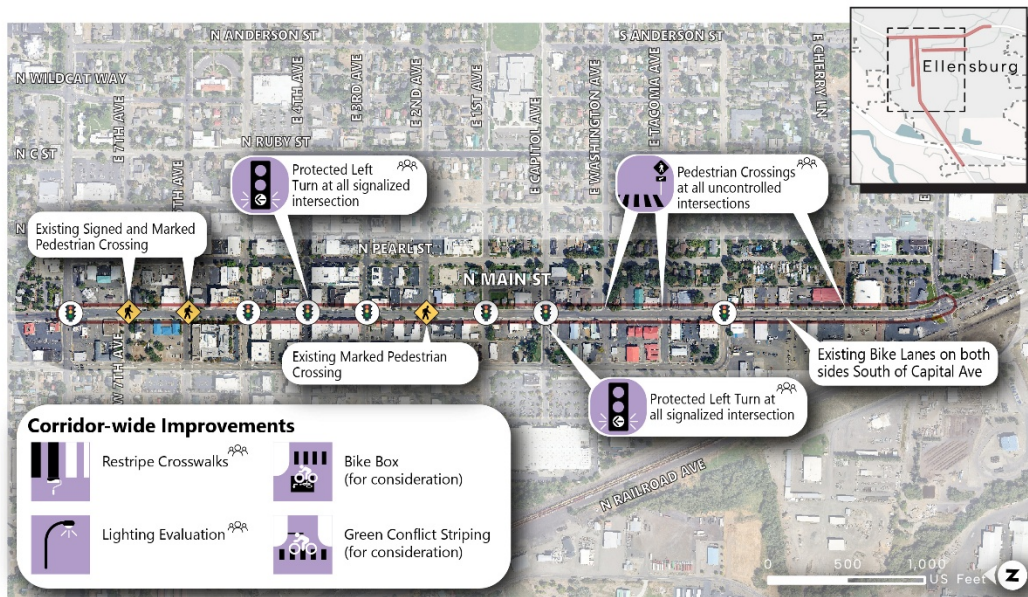 N ANDERSON ST
S ANDERSON ST
E CHERRY LN
Ellensburg
N WILDCAT WAY
E 7TH AVE
E 4TH AVE
E 3RD AVE
E 2ND AVE
E 1ST AVE
E CAPITOL AVE
E WASHINGTON AVE
E TACOMA AVE
N C ST
N RUBY ST
Protected Left
Turn at all signalized
intersection
Pedestrian Crossings
at all uncontrolled
intersections
Existing Signed and Marked
Pedestrian Crossing
N PEARL ST
N MAIN ST
W 7TH AVE
Existing Marked Pedestrian
Crossing
Existing Bike Lanes on both
sides South of Capital Ave
Protected Left Turn at
all signalized intersection
Corridor-wide Improvements
Restripe Crosswalks
Bike Box
(for consideration)
Lighting Evaluation
Green Conflict Striping
(for consideration)
N RAILROAD AVE
0 500 1,000
US Feet
Z